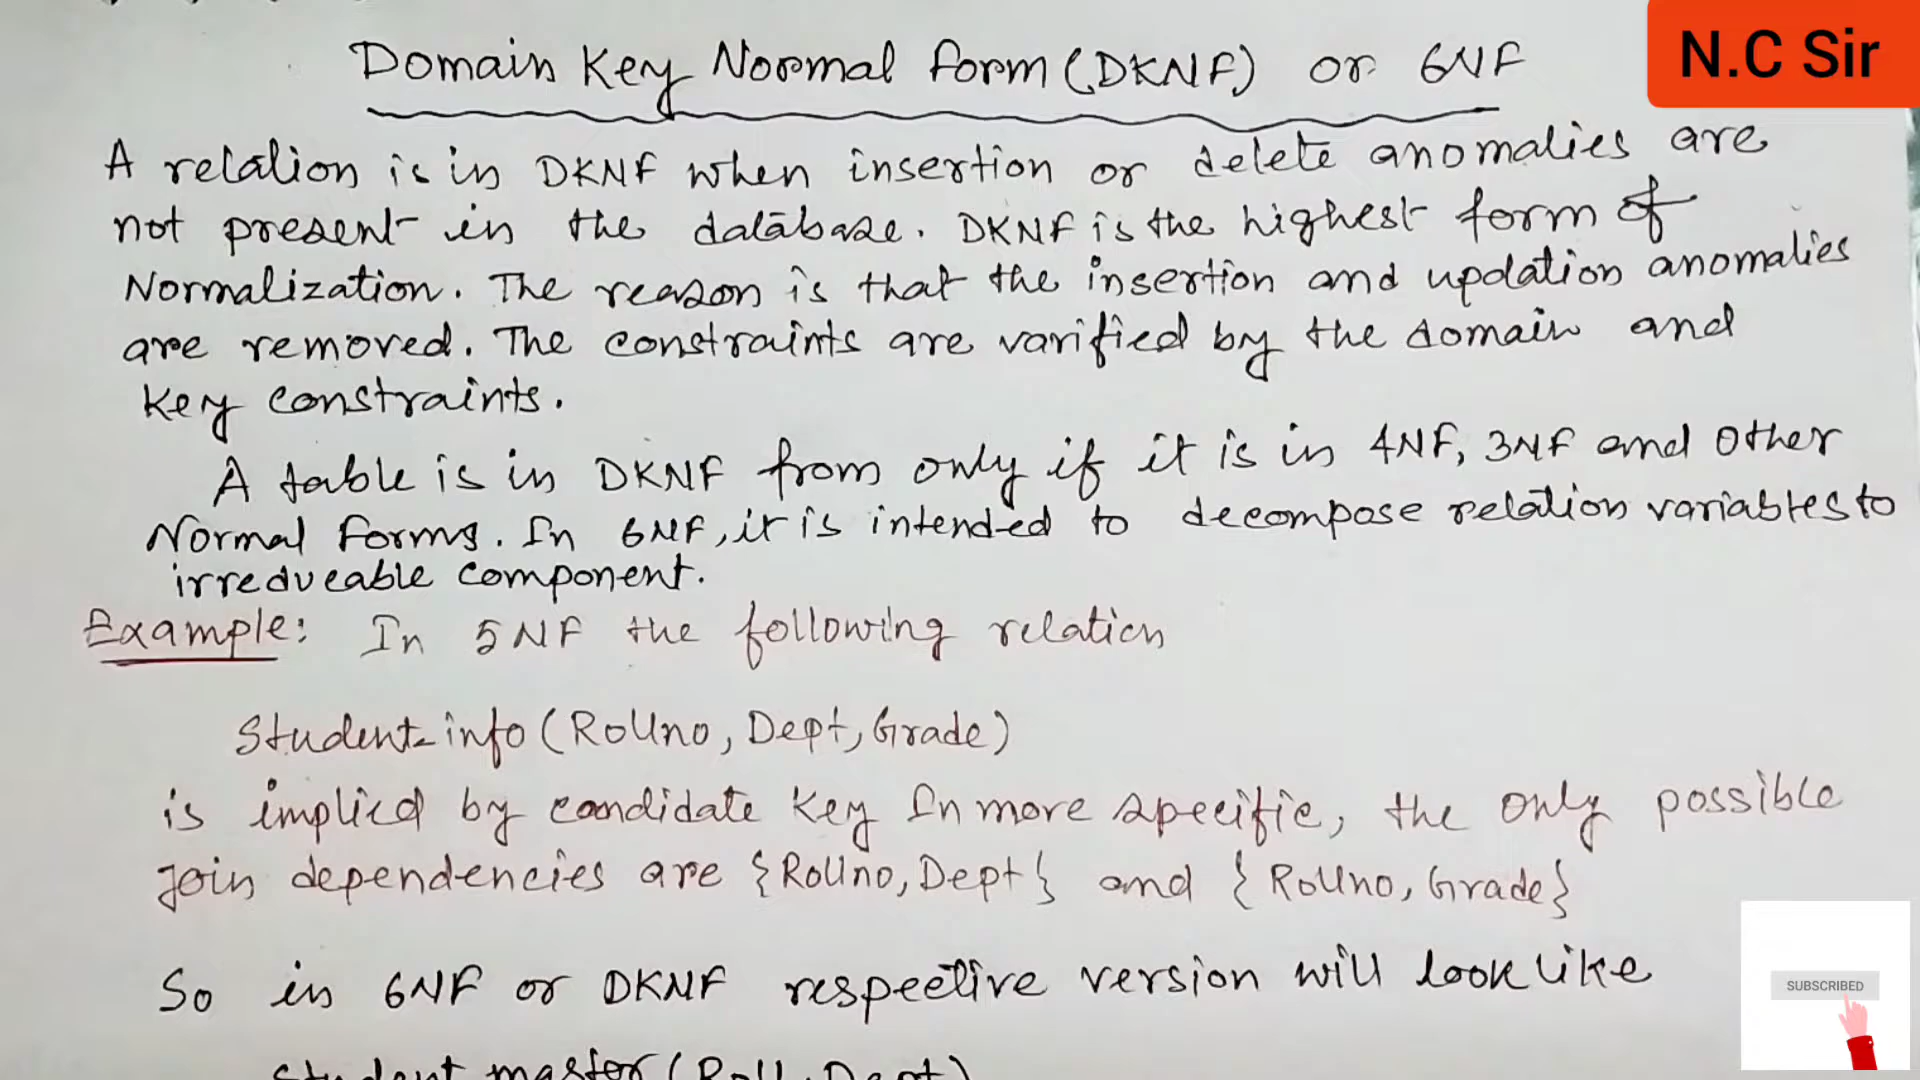 Domain Key Normal Form (DKNF) or 6NF
N.C Sir
A relation is in DKNF when insertion or delete anomalies are
not present in the database. DKNF is the highest form of
Normalization. The reason is that the insertion and updation anomalies
are removed. The constraints are varified by the domain and
Key constraints.
A table is in DKNF from only if it is in 4NF, 3NF and other
Normal forms. In 6NF, it is intended to decompose relation variables to
irreduceable component.
Example: In 5NF the following relation
Student-info (Rollno, Dept, Grade)
is implied by candidate key In more specific, the only possible
join dependencies are {Rollno, Dept} and {Rollno, Grade}
So in 6NF or DKNF respective version will look like
Student master (Roll, Dept)
SUBSCRIBED